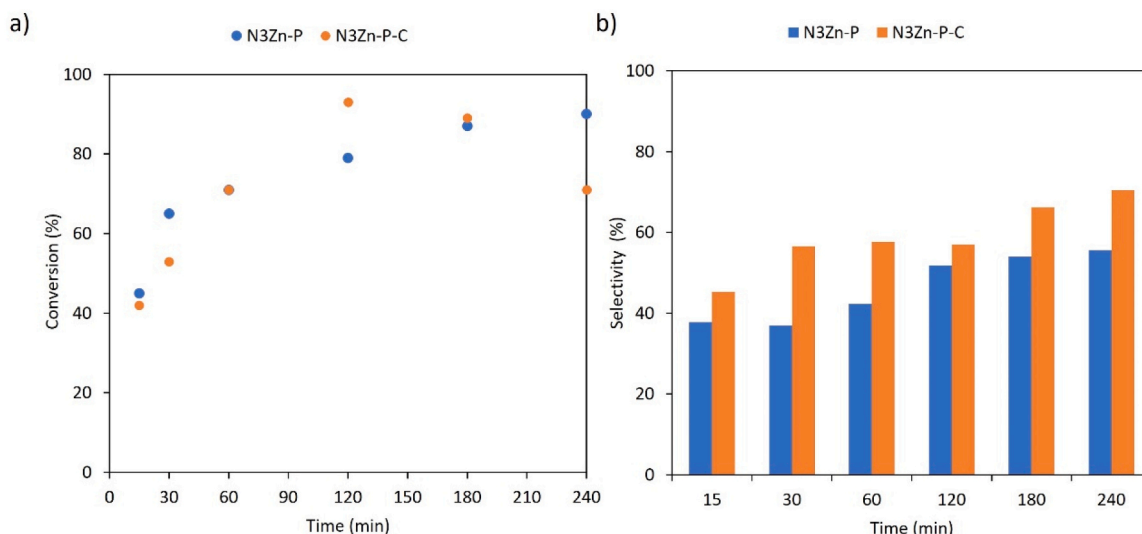 a)
N3Zn-P N3Zn-P-C
100
80
60
40
20
0
Conversion (%)
0 30 60 90 120 150 180 210 240
Time (min)
b)
N3Zn-P N3Zn-P-C
100
80
60
40
20
0
Selectivity (%)
15 30 60 120 180 240
Time (min)